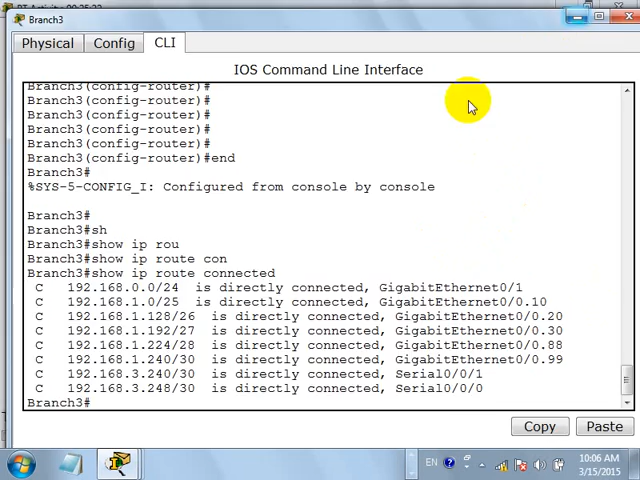 PT Activity: 00:25:22
Branch3
Physical Config CLI
IOS Command Line Interface
Branch3(config-router)#
Branch3(config-router)#
Branch3(config-router)#
Branch3(config-router)#
Branch3(config-router)#
Branch3(config-router)#end
Branch3#
%SYS-5-CONFIG_I: Configured from console by console
Branch3#
Branch3#sh
Branch3#show ip rou
Branch3#show ip route con
Branch3#show ip route connected
C 192.168.0.0/24 is directly connected, GigabitEthernet0/1
C 192.168.1.0/25 is directly connected, GigabitEthernet0/0.10
C 192.168.1.128/26 is directly connected, GigabitEthernet0/0.20
C 192.168.1.192/27 is directly connected, GigabitEthernet0/0.30
C 192.168.1.224/28 is directly connected, GigabitEthernet0/0.88
C 192.168.1.240/30 is directly connected, GigabitEthernet0/0.99
C 192.168.3.240/30 is directly connected, Serial0/0/1
C 192.168.3.248/30 is directly connected, Serial0/0/0
Branch3#
Copy Paste
EN 10:06 AM
3/15/2015